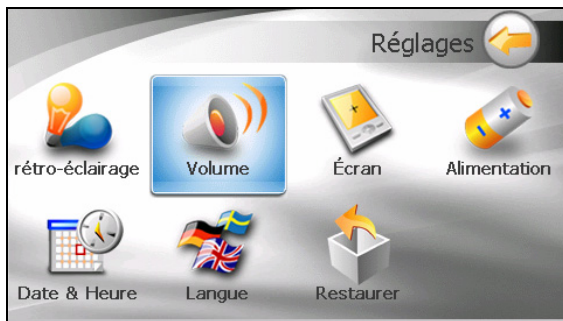 Réglages
rétro-éclairage
Volume
Écran
Alimentation
Date & Heure
Langue
Restaurer